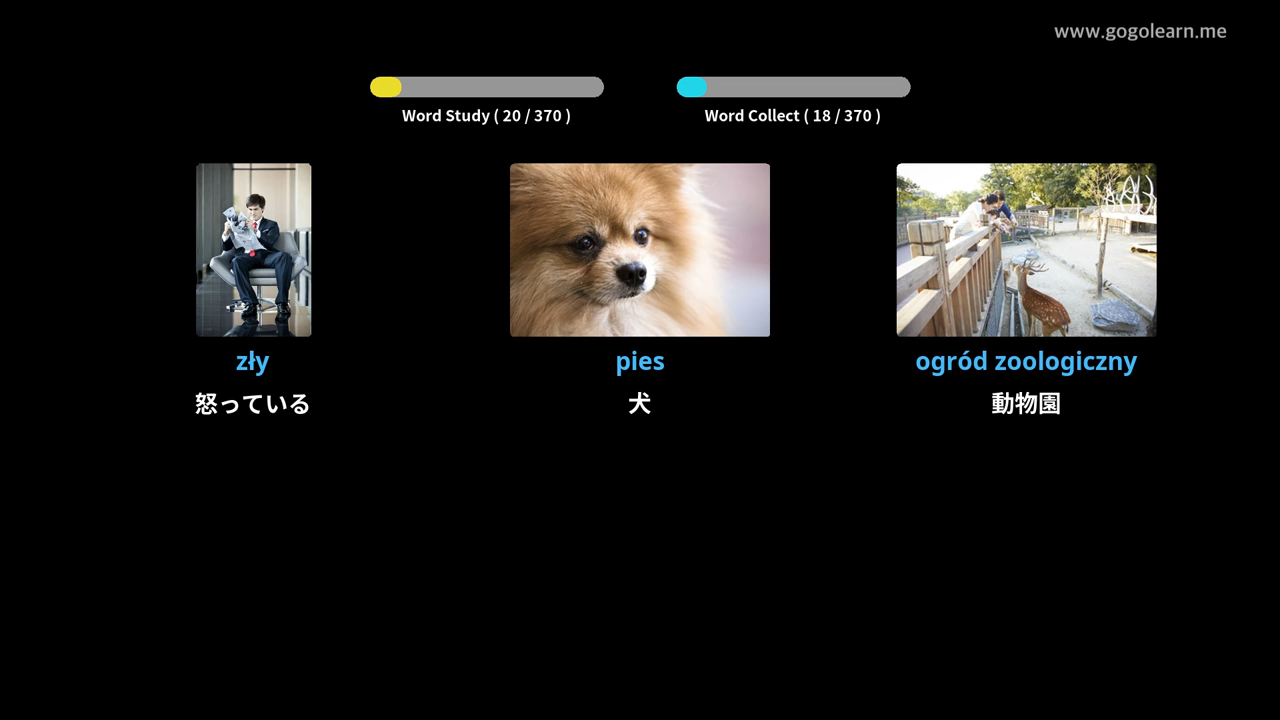 www.gogolearn.me
Word Study ( 20 / 370 )
Word Collect ( 18 / 370 )
zły
pies
ogród zoologiczny
怒っている
犬
動物園